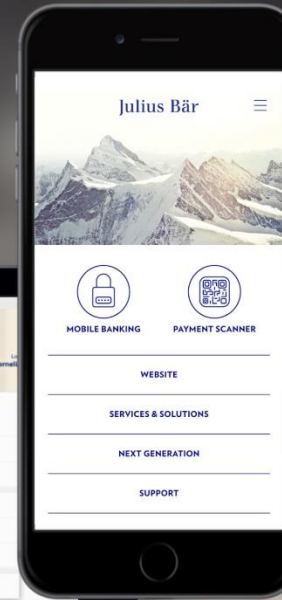 Julius Bär
MOBILE BANKING
PAYMENT SCANNER
WEBSITE
SERVICES & SOLUTIONS
NEXT GENERATION
SUPPORT